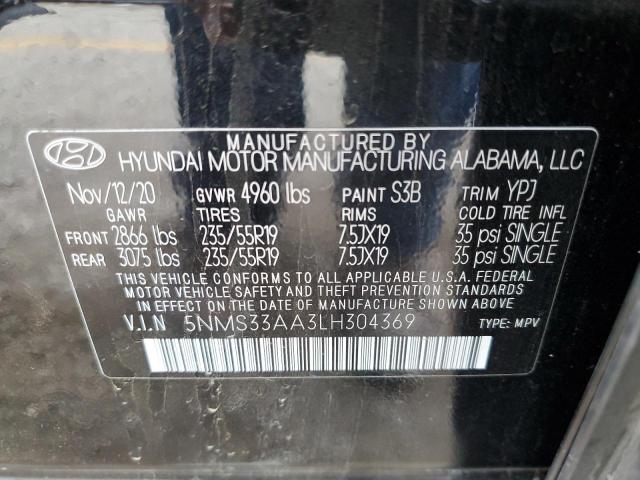 MANUFACTURED BY
HYUNDAI MOTOR MANUFACTURING ALABAMA, LLC
Nov/12/20 GVWR 4960 lbs PAINT S3B TRIM YPJ
GAWR TIRES RIMS COLD TIRE INFL
FRONT 2866 lbs 235/55R19 7.5JX19 35 psi SINGLE
REAR 3075 lbs 235/55R19 7.5JX19 35 psi SINGLE
THIS VEHICLE CONFORMS TO ALL APPLICABLE U.S.A. FEDERAL
MOTOR VEHICLE SAFETY AND THEFT PREVENTION STANDARDS
IN EFFECT ON THE DATE OF MANUFACTURE SHOWN ABOVE.
V.I.N 5NMS33AA3LH304369 TYPE: MPV